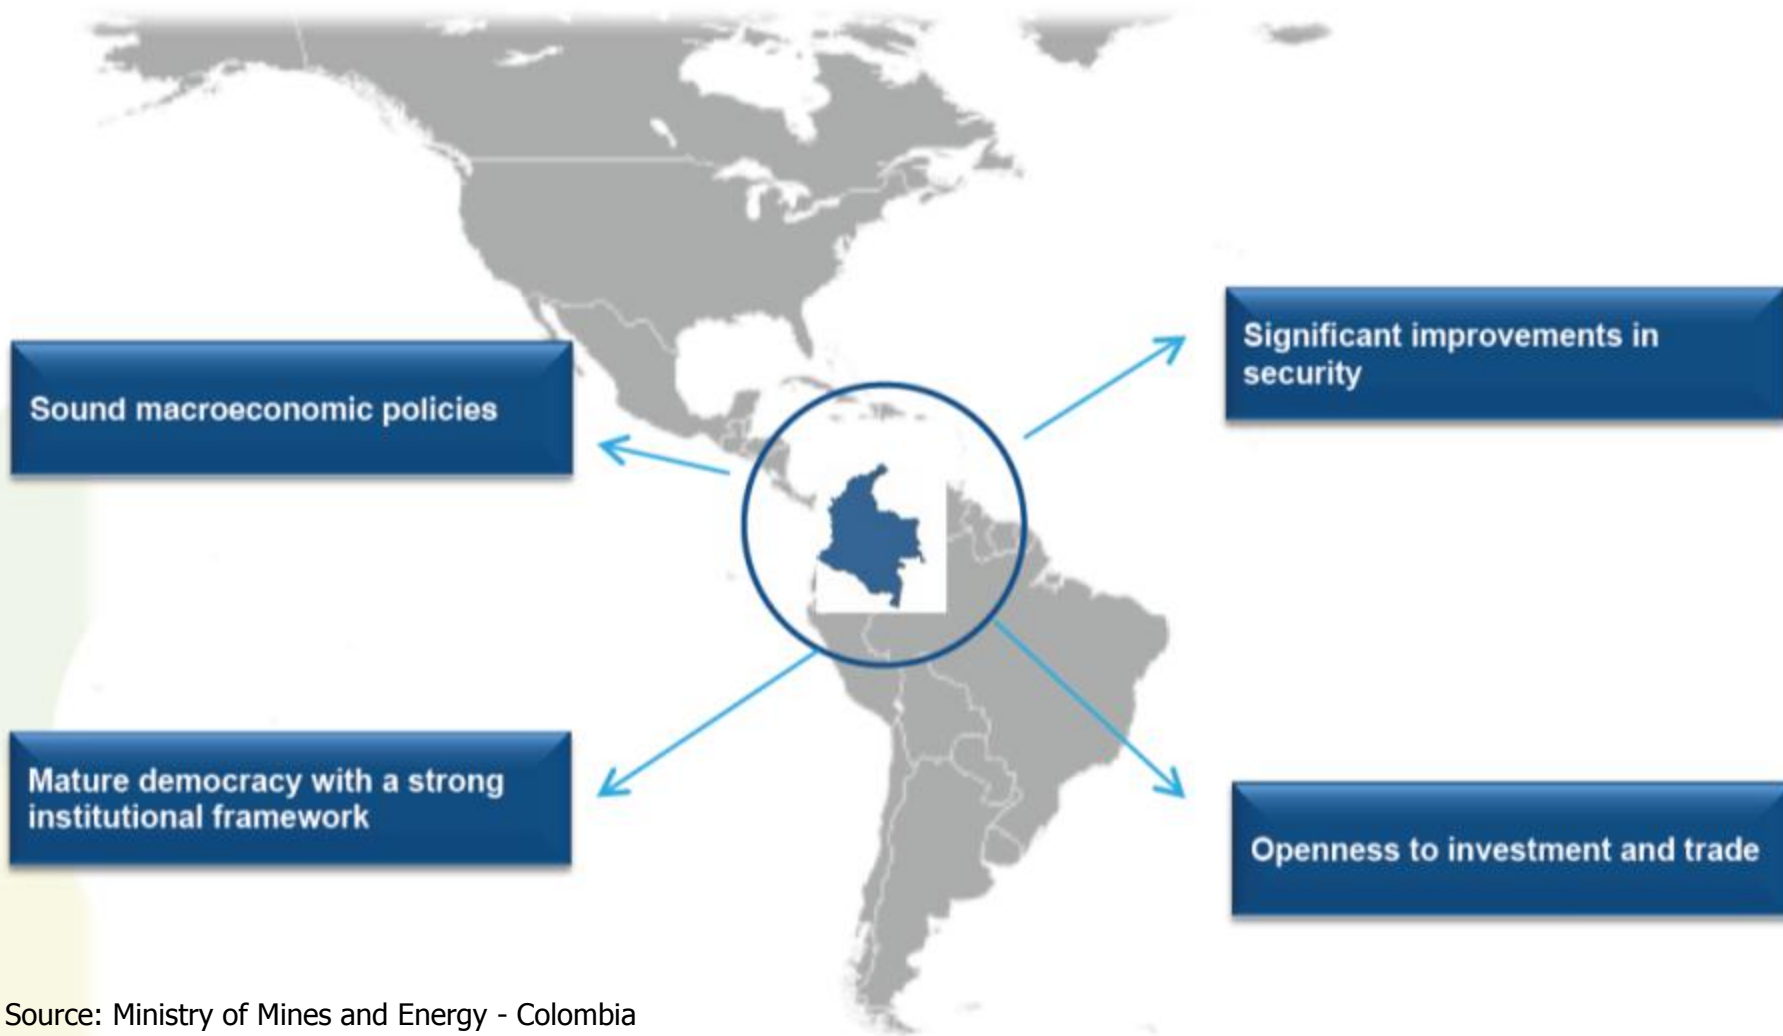 Significant improvements in
security
Sound macroeconomic policies
Mature democracy with a strong
institutional framework
Openness to investment and trade
Source: Ministry of Mines and Energy - Colombia